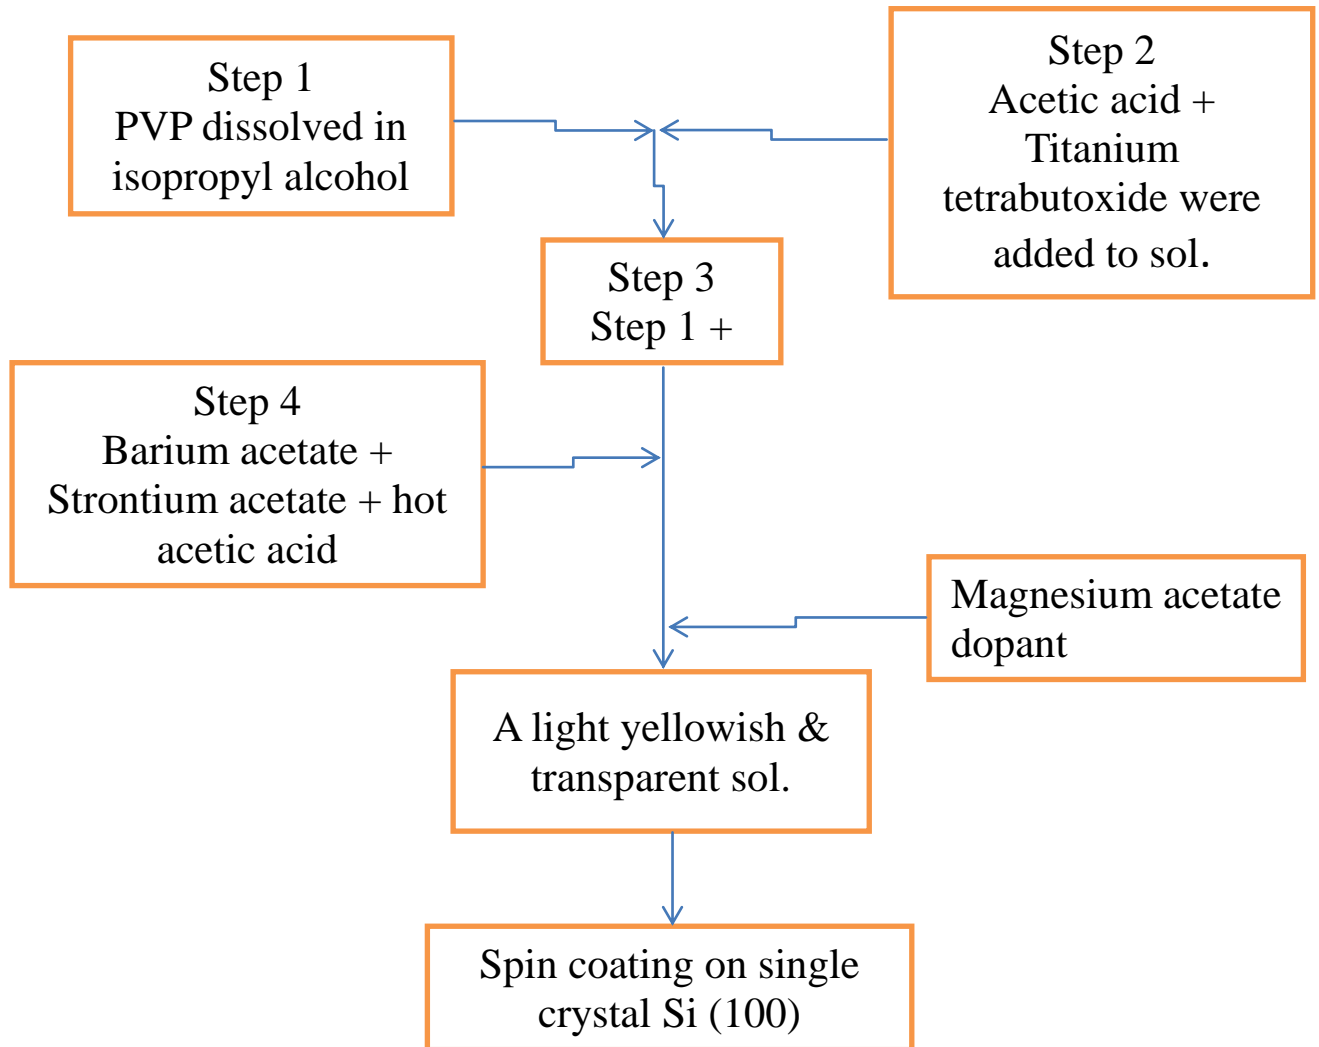 Step 1
PVP dissolved in
isopropyl alcohol
Step 2
Acetic acid +
Titanium
tetrabutoxide were
added to sol.
Step 3
Step 1 +
Step 4
Barium acetate +
Strontium acetate + hot
acetic acid
Magnesium acetate
dopant
A light yellowish &
transparent sol.
Spin coating on single
crystal Si (100)